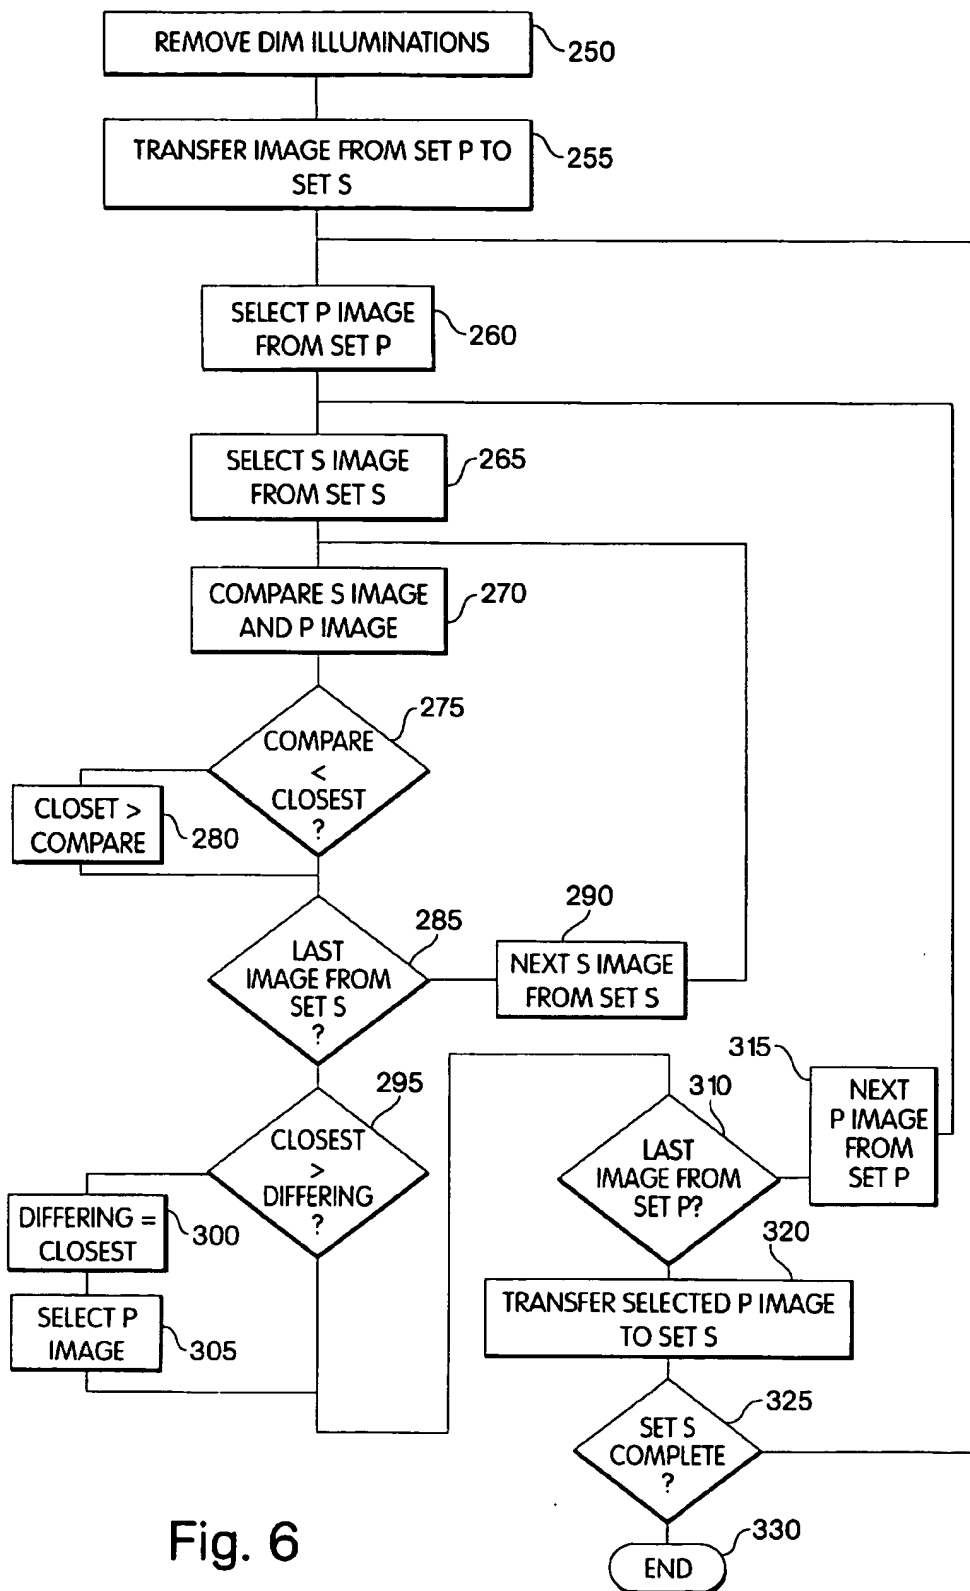 REMOVE DIM ILLUMINATIONS
250
TRANSFER IMAGE FROM SET P TO
SET S
255
SELECT P IMAGE
FROM SET P
260
SELECT S IMAGE
FROM SET S
265
COMPARE S IMAGE
AND P IMAGE
270
COMPARE
<
CLOSEST
?
275
CLOSET >
COMPARE
280
LAST
IMAGE FROM
SET S
?
285
NEXT S IMAGE
FROM SET S
290
CLOSEST
>
DIFFERING
?
295
DIFFERING =
CLOSEST
300
SELECT P
IMAGE
305
LAST
IMAGE FROM
SET P?
310
NEXT
P IMAGE
FROM
SET P
315
TRANSFER SELECTED P IMAGE
TO SET S
320
SET S
COMPLETE
?
325
END
330
Fig. 6